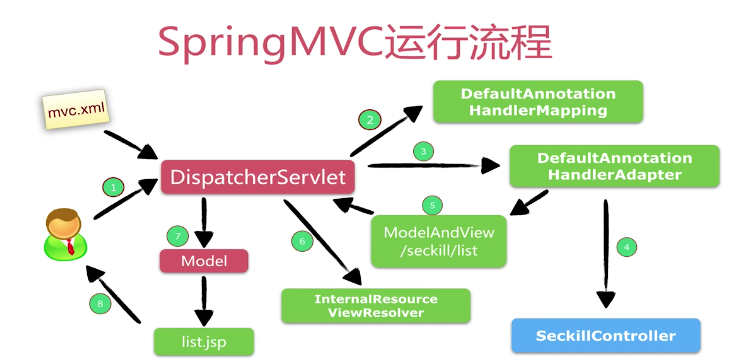 SpringMVC运行流程
mvc.xml
DefaultAnnotation
HandlerMapping
2
3
DefaultAnnotation
HandlerAdapter
DispatcherServlet
1
5
ModelAndView
/seckill/list
7
6
4
Model
8
InternalResource
ViewResolver
list.jsp
SeckillController